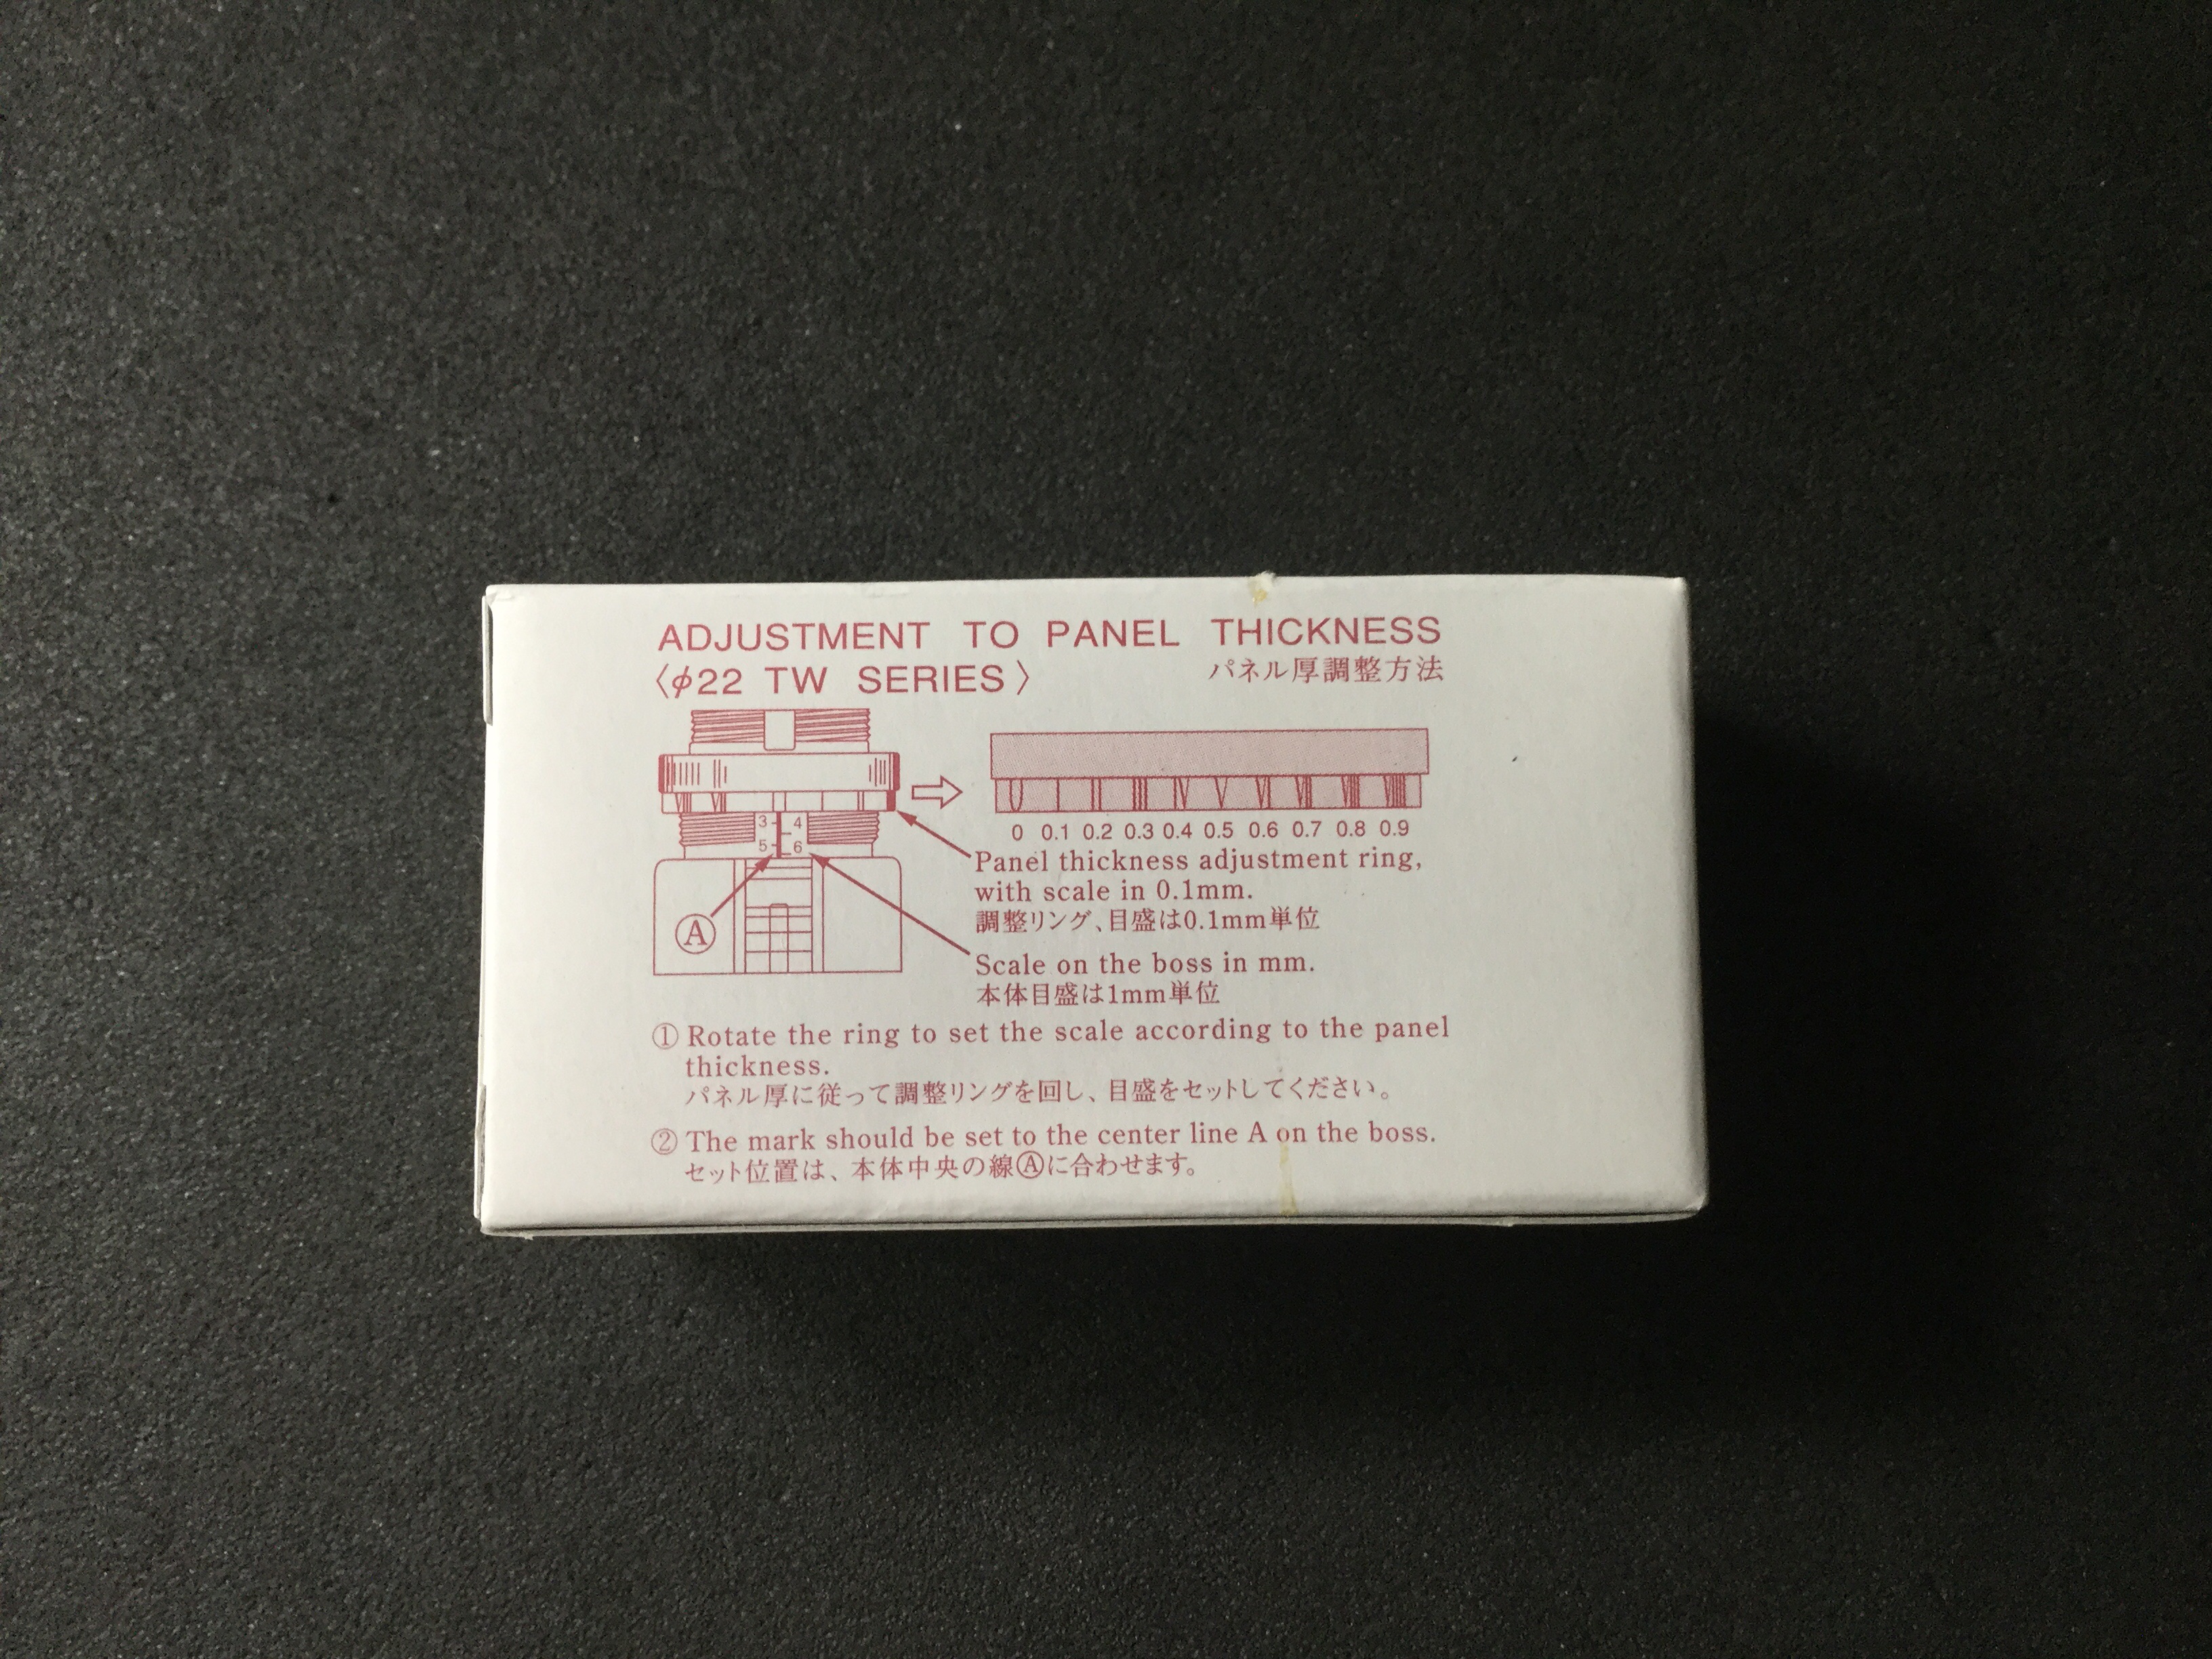 ADJUSTMENT TO PANEL THICKNESS
〈φ22 TW SERIES〉 パネル厚調整方法
3 4
5 6
A
0 0.1 0.2 0.3 0.4 0.5 0.6 0.7 0.8 0.9
Panel thickness adjustment ring,
with scale in 0.1mm.
調整リング、目盛は0.1mm単位
Scale on the boss in mm.
本体目盛は1mm単位
① Rotate the ring to set the scale according to the panel
thickness.
パネル厚に従って調整リングを回し、目盛をセットしてください。
② The mark should be set to the center line A on the boss.
セット位置は、本体中央の線Ⓐに合わせます。